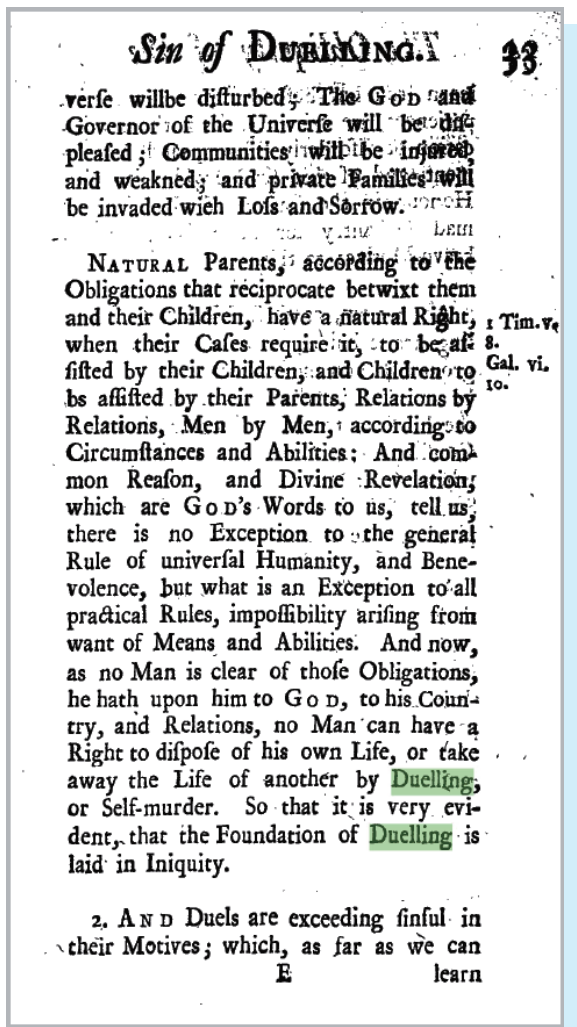 Sin of DUELLING. 33
verſe willbe diſturbed; The GOD and
Governor of the Univerſe will be diſ-
pleaſed; Communities will be injured,
and weakned; and private Families will
be invaded wieh Loſs and Sorrow.
NATURAL Parents, according to the
Obligations that reciprocate betwixt them
and their Children, have a natural Right,
when their Caſes require it, to be aſ-
ſiſted by their Children, and Children to
bs aſſiſted by their Parents, Relations by
Relations, Men by Men, according to
Circumſtances and Abilities: And com-
mon Reaſon, and Divine Revelation,
which are GOD's Words to us, tell us,
there is no Exception to the general
Rule of univerſal Humanity, and Bene-
volence, but what is an Exception to all
practical Rules, impoſſibility ariſing from
want of Means and Abilities. And now,
as no Man is clear of thoſe Obligations,
he hath upon him to GOD, to his Coun-
try, and Relations, no Man can have a
Right to diſpoſe of his own Life, or take
away the Life of another by Duelling,
or Self-murder. So that it is very evi-
dent, that the Foundation of Duelling is
laid in Iniquity.
1 Tim. v.
8.
Gal. vi.
10.
2. AND Duels are exceeding ſinful in
their Motives; which, as far as we can
E learn